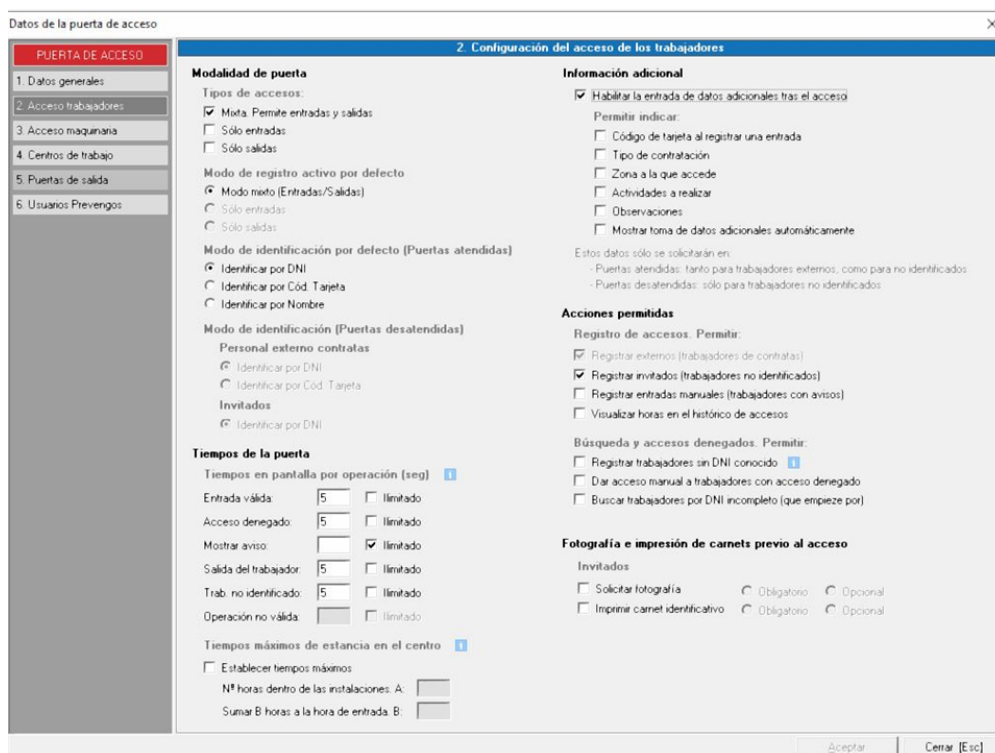 Datos de la puerta de acceso
PUERTA DE ACCESO
1. Datos generales
2. Acceso trabajadores
3. Acceso maquinaria
4. Centros de trabajo
5. Puertas de salida
6. Usuarios Prevengos
2. Configuración del acceso de los trabajadores
Modalidad de puerta
Tipos de accesos:
Mixta. Permite entradas y salidas
Sólo entradas
Sólo salidas
Modo de registro activo por defecto
Modo mixto (Entradas/Salidas)
Sólo entradas
Sólo salidas
Modo de identificación por defecto (Puertas atendidas)
Identificar por DNI
Identificar por Cód. Tarjeta
Identificar por Nombre
Modo de identificación (Puertas desatendidas)
Personal externo contratas
Identificar por DNI
Identificar por Cód. Tarjeta
Invitados
Identificar por DNI
Tiempos de la puerta
Tiempos en pantalla por operación (seg) i
Entrada válida: 5 Ilimitado
Acceso denegado: 5 Ilimitado
Mostrar aviso: Ilimitado
Salida del trabajador: 5 Ilimitado
Trab. no identificado: 5 Ilimitado
Operación no válida: Ilimitado
Tiempos máximos de estancia en el centro i
Establecer tiempos máximos
Nº horas dentro de las instalaciones. A:
Sumar B horas a la hora de entrada. B:
Información adicional
Habilitar la entrada de datos adicionales tras el acceso
Permitir indicar:
Código de tarjeta al registrar una entrada
Tipo de contratación
Zona a la que accede
Actividades a realizar
Observaciones
Mostrar toma de datos adicionales automáticamente
Estos datos sólo se solicitarán en:
- Puertas atendidas: tanto para trabajadores externos, como para no identificados
- Puertas desatendidas: sólo para trabajadores no identificados
Acciones permitidas
Registro de accesos. Permitir:
Registrar externos (trabajadores de contratas)
Registrar invitados (trabajadores no identificados)
Registrar entradas manuales (trabajadores con avisos)
Visualizar horas en el histórico de accesos
Búsqueda y accesos denegados. Permitir:
Registrar trabajadores sin DNI conocido i
Dar acceso manual a trabajadores con acceso denegado
Buscar trabajadores por DNI incompleto (que empieze por)
Fotografía e impresión de carnets previo al acceso
Invitados
Solicitar fotografía Obligatorio Opcional
Imprimir carnet identificativo Obligatorio Opcional
Aceptar Cerrar [Esc]